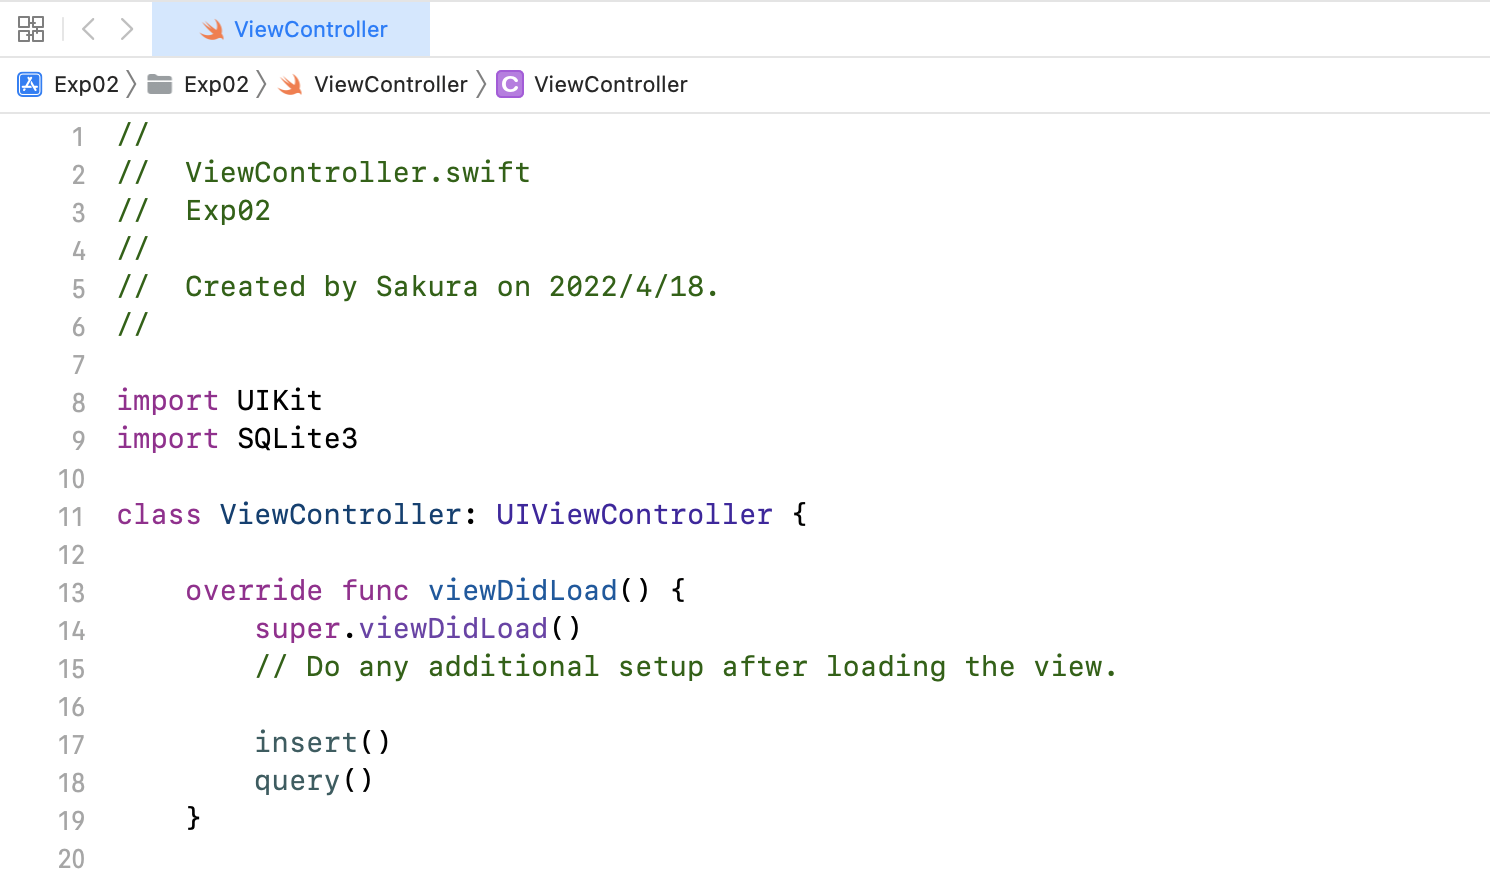 ViewController
Exp02 〉 Exp02 〉 ViewController 〉 C ViewController
1 //
2 //  ViewController.swift
3 //  Exp02
4 //
5 //  Created by Sakura on 2022/4/18.
6 //
7
8 import UIKit
9 import SQLite3
10
11 class ViewController: UIViewController {
12
13     override func viewDidLoad() {
14         super.viewDidLoad()
15         // Do any additional setup after loading the view.
16
17         insert()
18         query()
19     }
20